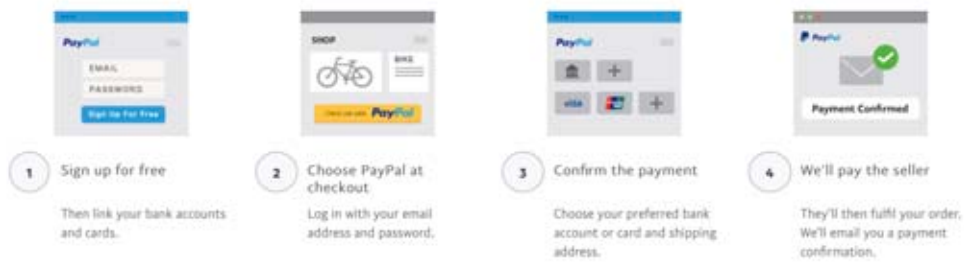 PayPal
EMAIL
PASSWORD
Sign Up For Free
1
Sign up for free
Then link your bank accounts
and cards.
SHOP
BIKE
PayPal
2
Choose PayPal at
checkout
Log in with your email
address and password.
PayPal
VISA
JCB
3
Confirm the payment
Choose your preferred bank
account or card and shipping
address.
PayPal
Payment Confirmed
4
We'll pay the seller
They'll then fulfil your order.
We'll email you a payment
confirmation.